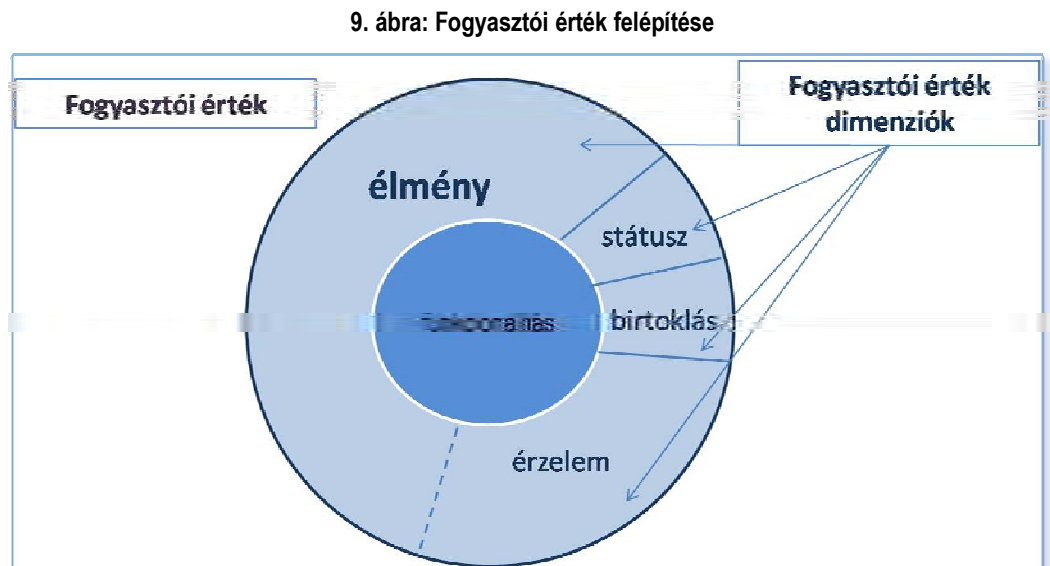 9. ábra: Fogyasztói érték felépítése
Fogyasztói érték
Fogyasztói érték
dimenziók
élmény
státusz
birtoklás
érzelem